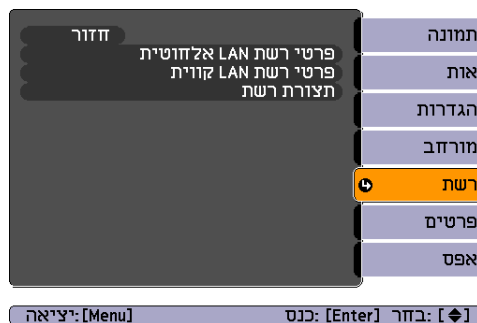 תמונה
אות
הגדרות
מורחב
רשת
פרטים
אפס
חזור
פרטי רשת LAN אלחוטית
פרטי רשת LAN קווית
תצורת רשת
[Menu]: יציאה [Enter]: כנס [♦]: בחר